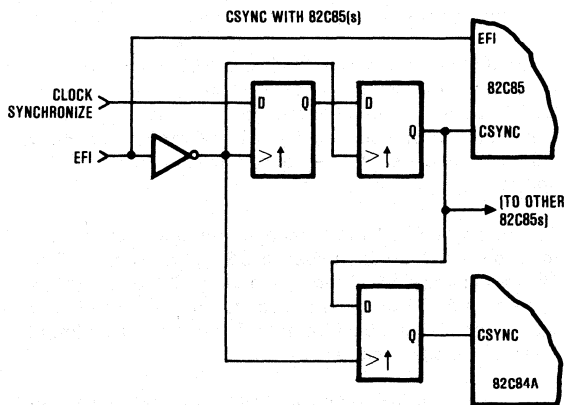 CSYNC WITH 82C85(s)
EFI
82C85
CLOCK
SYNCHRONIZE
D Q
D
Q
CSYNC
EFI
(TO OTHER
82C85s)
D
Q
CSYNC
82C84A